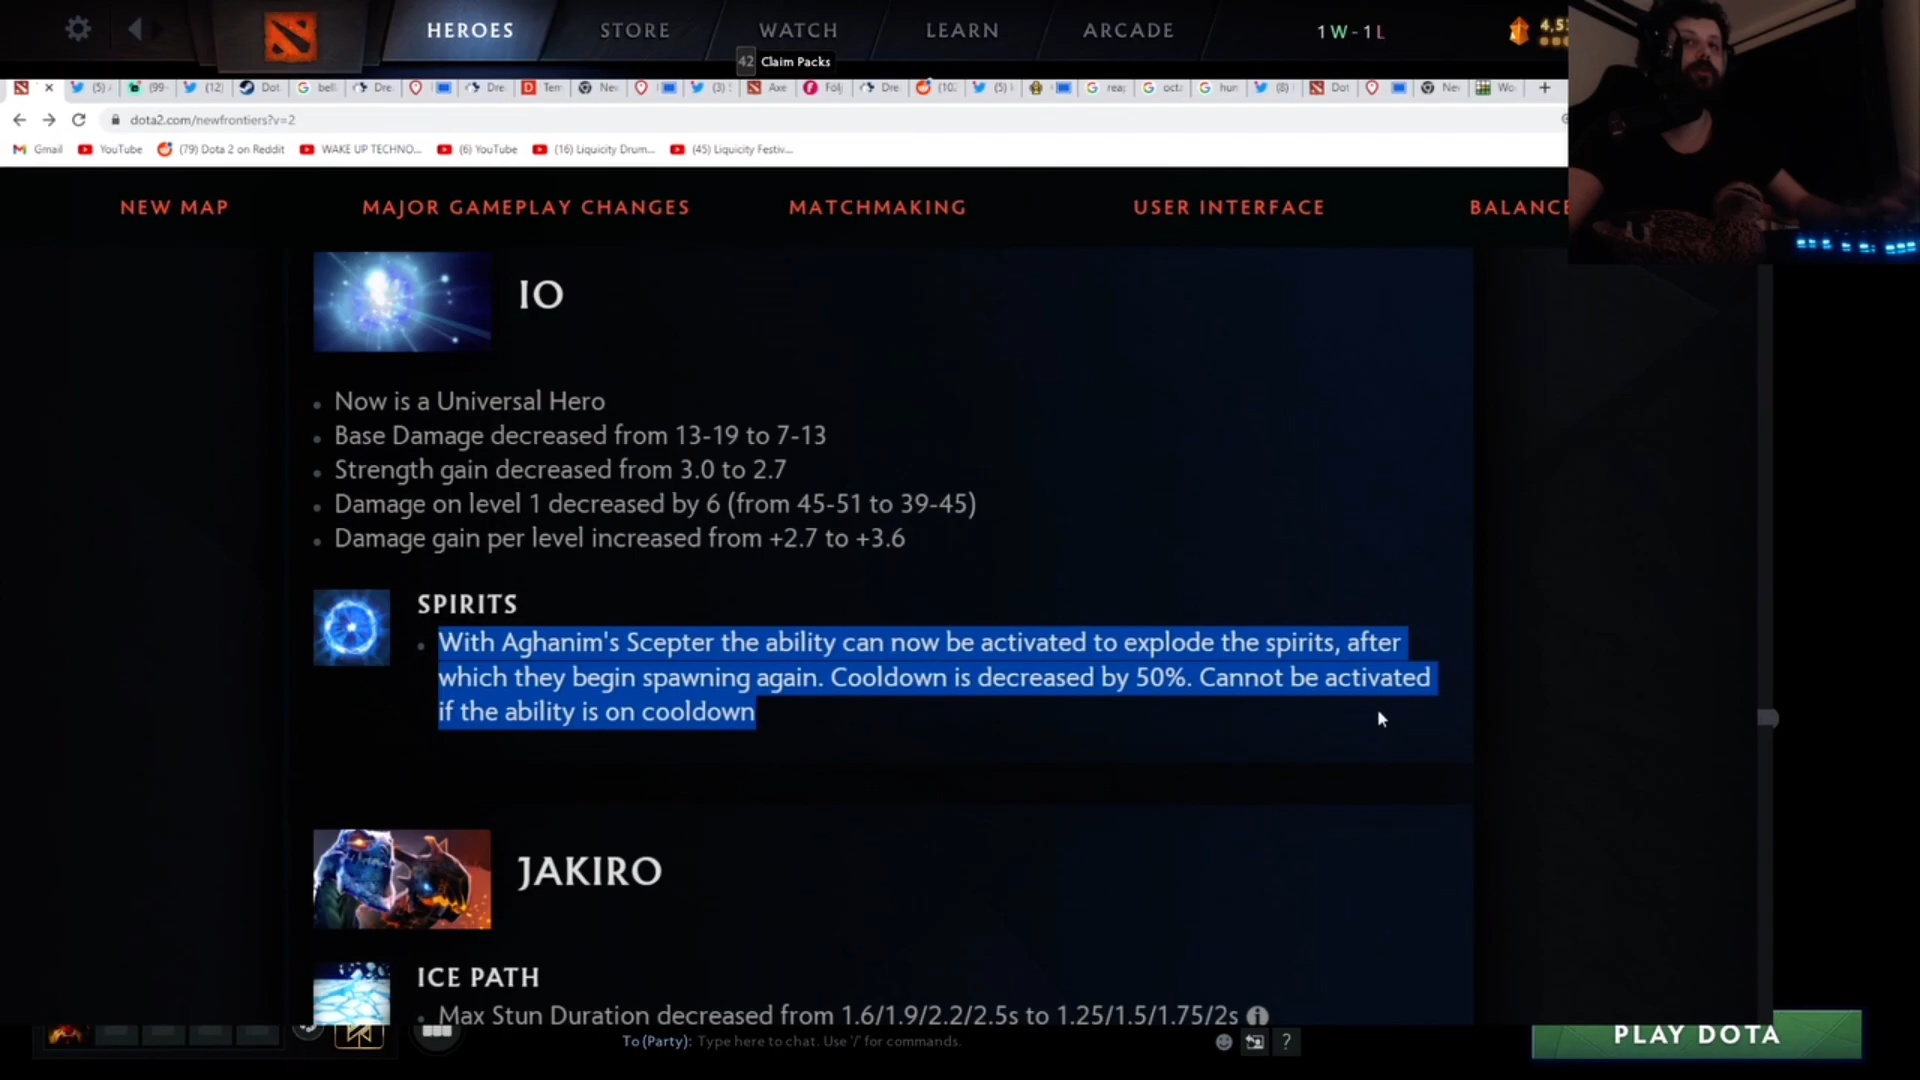 HEROES
STORE
WATCH
LEARN
ARCADE
1 W - 1 L
42 Claim Packs
dota2.com/newfrontiers?v=2
Gmail
YouTube
(79) Dota 2 on Reddit
WAKE UP TECHNO...
(6) YouTube
(16) Liquicity Drum...
(45) Liquicity Festiv...
NEW MAP
MAJOR GAMEPLAY CHANGES
MATCHMAKING
USER INTERFACE
BALANCE
IO
Now is a Universal Hero
Base Damage decreased from 13-19 to 7-13
Strength gain decreased from 3.0 to 2.7
Damage on level 1 decreased by 6 (from 45-51 to 39-45)
Damage gain per level increased from +2.7 to +3.6
SPIRITS
With Aghanim's Scepter the ability can now be activated to explode the spirits, after
which they begin spawning again. Cooldown is decreased by 50%. Cannot be activated
if the ability is on cooldown
JAKIRO
ICE PATH
Max Stun Duration decreased from 1.6/1.9/2.2/2.5s to 1.25/1.5/1.75/2s
To (Party): Type here to chat. Use '/' for commands.
?
PLAY DOTA